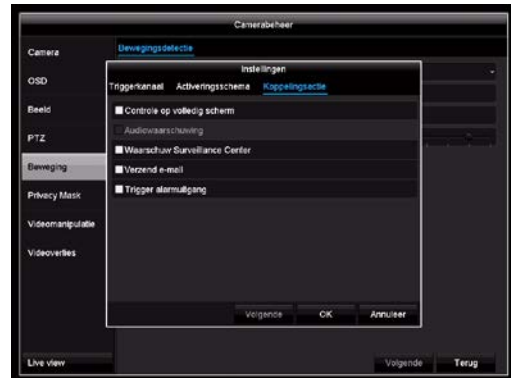 Camerabeheer
Camera
OSD
Beeld
PTZ
Beweging
Privacy Mask
Videomanipulatie
Videoverlies
Live view
Bewegingsdetectie
Instellingen
Triggerkanaal Activeringsschema Koppelingsactie
Controle op volledig scherm
Audiowaarschuwing
Waarschuw Surveillance Center
Verzend e-mail
Trigger alarmuitgang
Volgende OK Annuleer
Volgende Terug